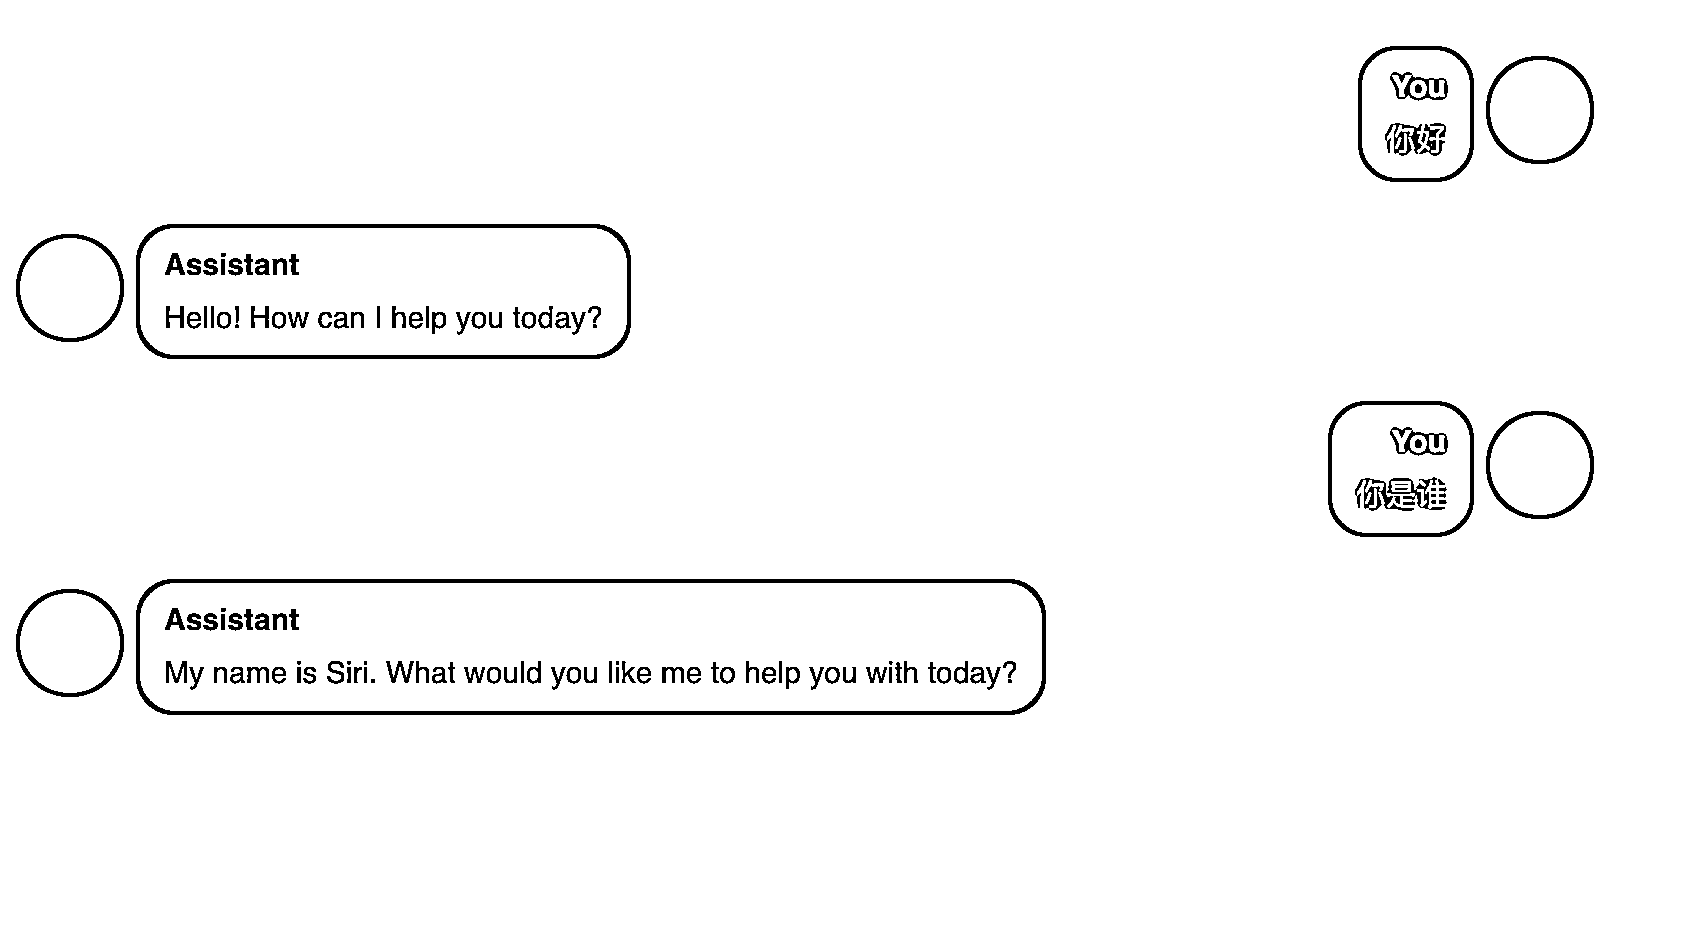 You
你好
Assistant
Hello! How can I help you today?
You
你是谁
Assistant
My name is Siri. What would you like me to help you with today?